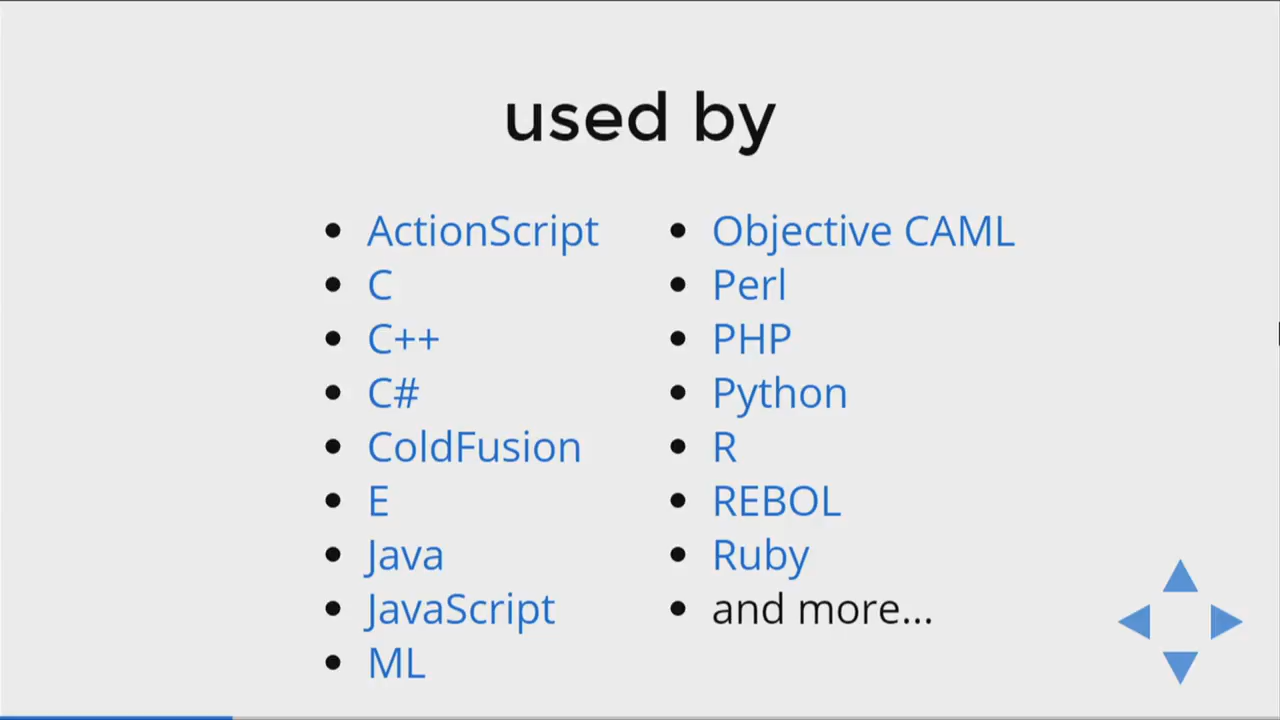 used by
ActionScript
C
C++
C#
ColdFusion
E
Java
JavaScript
ML
Objective CAML
Perl
PHP
Python
R
REBOL
Ruby
and more...